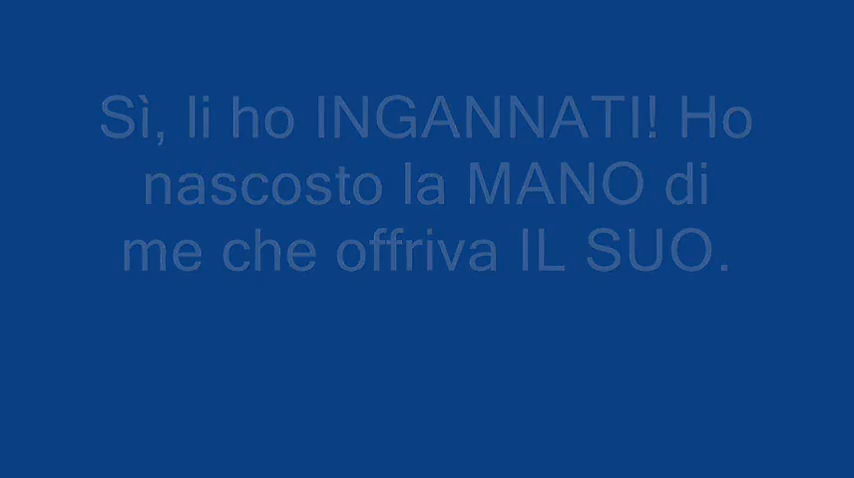 Sì, li ho INGANNATI! Ho
nascosto la MANO di
me che offriva IL SUO.